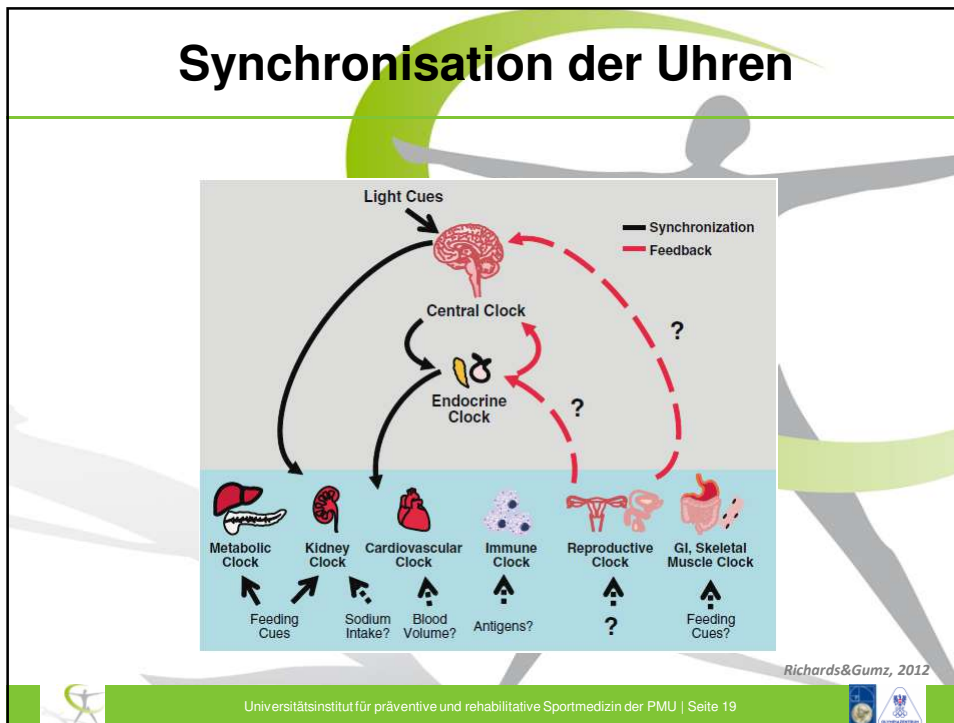 Synchronisation der Uhren
Light Cues
Synchronization
Feedback
Central Clock
?
?
Endocrine
Clock
Metabolic
Clock
Kidney
Clock
Cardiovascular
Clock
Immune
Clock
Reproductive
Clock
GI, Skeletal
Muscle Clock
Feeding
Cues
Sodium
Intake?
Blood
Volume?
Antigens?
?
Feeding
Cues?
Richards&Gumz, 2012
Universitätsinstitut für präventive und rehabilitative Sportmedizin der PMU | Seite 19